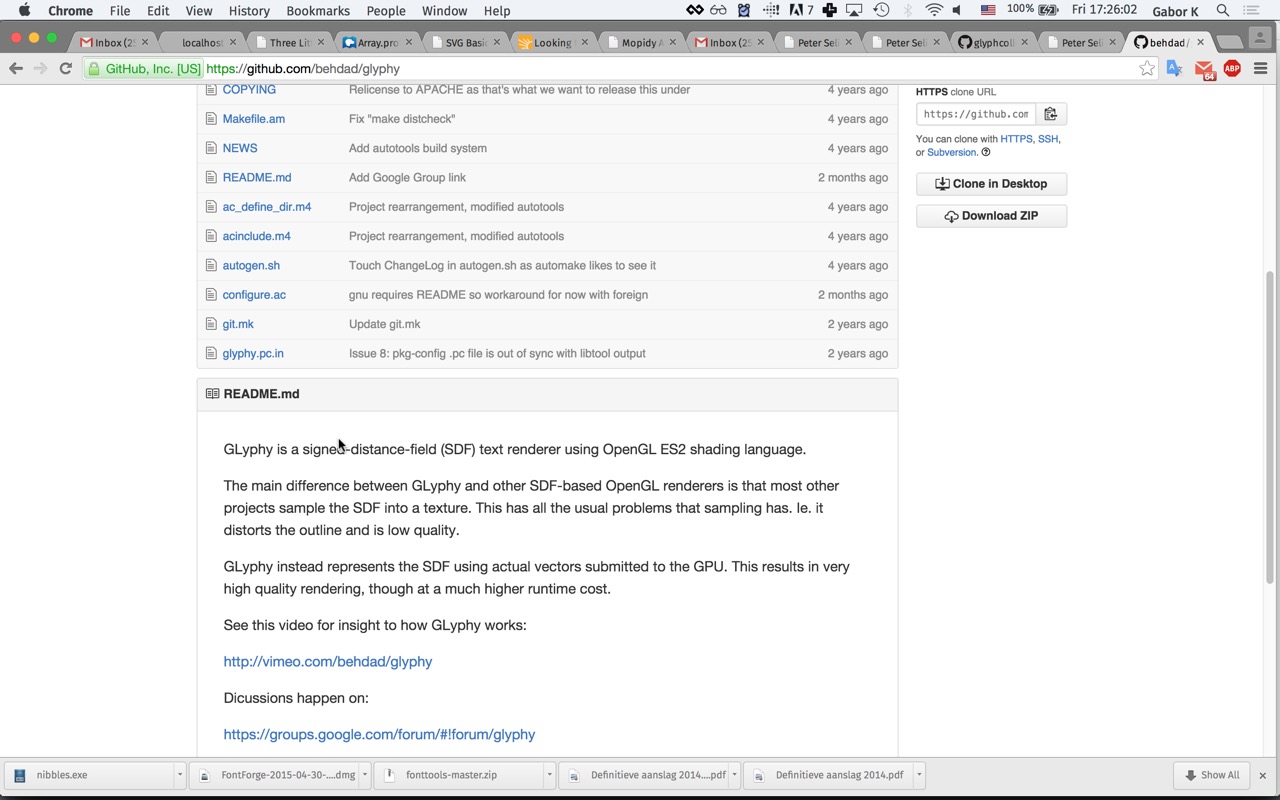 Chrome File Edit View History Bookmarks People Window Help 7 100% Fri 17:26:02 Gabor K
Inbox (2 localhos Three Lit Array.pro SVG Basic Looking Mopidy Inbox (2 Peter Seli Peter Seli glyphcoll Peter Seli behdad/
GitHub, Inc. [US] https://github.com/behdad/glyphy 64 ABP
COPYING Relicense to APACHE as that's what we want to release this under 4 years ago
HTTPS clone URL
https://github.com
Makefile.am Fix "make distcheck" 4 years ago
You can clone with HTTPS, SSH,
or Subversion.
NEWS Add autotools build system 4 years ago
README.md Add Google Group link 2 months ago
Clone in Desktop
ac_define_dir.m4 Project rearrangement, modified autotools 4 years ago
Download ZIP
acinclude.m4 Project rearrangement, modified autotools 4 years ago
autogen.sh Touch ChangeLog in autogen.sh as automake likes to see it 4 years ago
configure.ac gnu requires README so workaround for now with foreign 2 months ago
git.mk Update git.mk 2 years ago
glyphy.pc.in Issue 8: pkg-config .pc file is out of sync with libtool output 2 years ago
README.md
GLyphy is a signed-distance-field (SDF) text renderer using OpenGL ES2 shading language.
The main difference between GLyphy and other SDF-based OpenGL renderers is that most other
projects sample the SDF into a texture. This has all the usual problems that sampling has. Ie. it
distorts the outline and is low quality.
GLyphy instead represents the SDF using actual vectors submitted to the GPU. This results in very
high quality rendering, though at a much higher runtime cost.
See this video for insight to how GLyphy works:
http://vimeo.com/behdad/glyphy
Dicussions happen on:
https://groups.google.com/forum/#!forum/glyphy
nibbles.exe FontForge-2015-04-30-....dmg fonttools-master.zip Definitieve aanslag 2014....pdf Definitieve aanslag 2014.pdf Show All